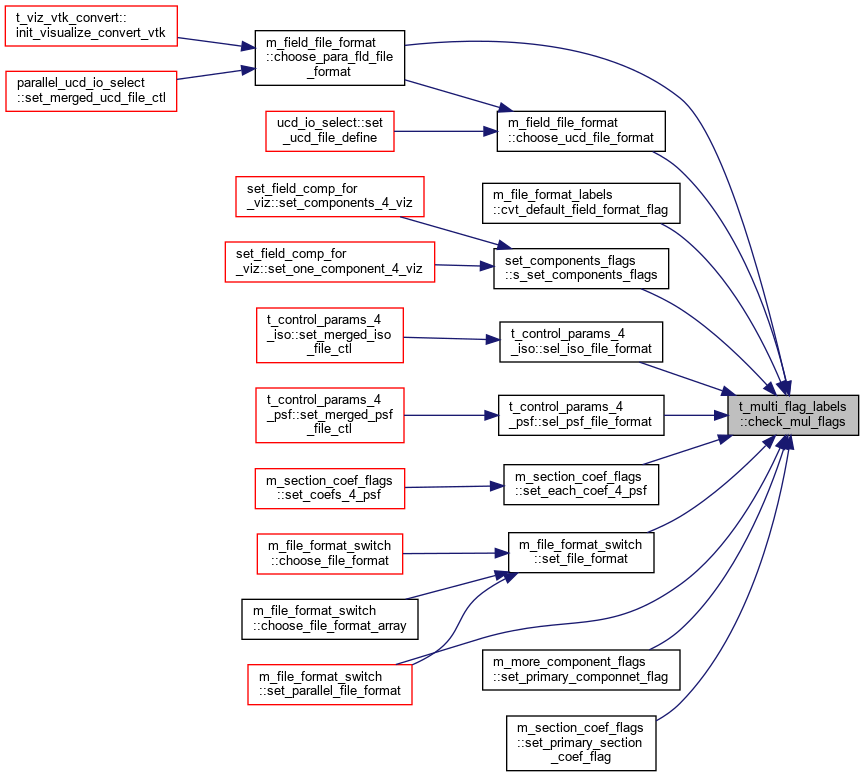 t_viz_vtk_convert::
init_visualize_convert_vtk
m_field_file_format
::choose_para_fld_file
_format
parallel_ucd_io_select
::set_merged_ucd_file_ctl
ucd_io_select::set
_ucd_file_define
m_field_file_format
::choose_ucd_file_format
set_field_comp_for
_viz::set_components_4_viz
m_file_format_labels
::cvt_default_field_format_flag
set_field_comp_for
_viz::set_one_component_4_viz
set_components_flags
::s_set_components_flags
t_control_params_4
_iso::set_merged_iso
_file_ctl
t_control_params_4
_iso::sel_iso_file_format
t_control_params_4
_psf::set_merged_psf
_file_ctl
t_control_params_4
_psf::sel_psf_file_format
t_multi_flag_labels
::check_mul_flags
m_section_coef_flags
::set_coefs_4_psf
m_section_coef_flags
::set_each_coef_4_psf
m_file_format_switch
::choose_file_format
m_file_format_switch
::set_file_format
m_file_format_switch
::choose_file_format_array
m_file_format_switch
::set_parallel_file_format
m_more_component_flags
::set_primary_componnet_flag
m_section_coef_flags
::set_primary_section
_coef_flag